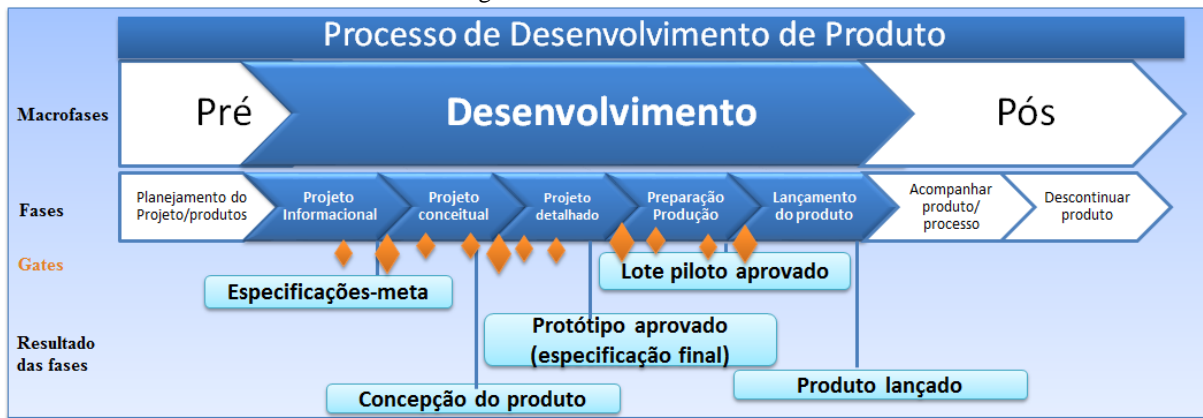 Processo de Desenvolvimento de Produto
Macrofases
Pré
Desenvolvimento
Pós
Fases
Planejamento do
Projeto/produtos
Projeto
Informacional
Projeto
conceitual
Projeto
detalhado
Preparação
Produção
Lançamento
do produto
Acompanhar
produto/
processo
Descontinuar
produto
Gates
Especificações-meta
Lote piloto aprovado
Resultado
das fases
Protótipo aprovado
(especificação final)
Concepção do produto
Produto lançado